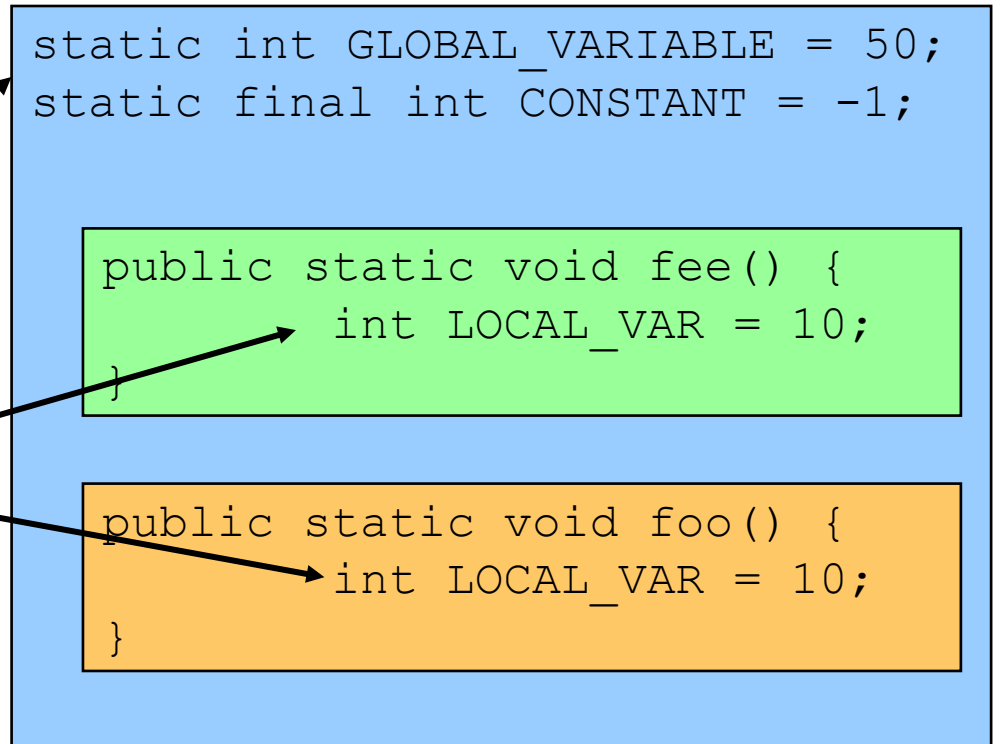 static int GLOBAL_VARIABLE = 50;
static final int CONSTANT = -1;
public static void fee() {
int LOCAL_VAR = 10;
}
public static void foo() {
int LOCAL_VAR = 10;
}